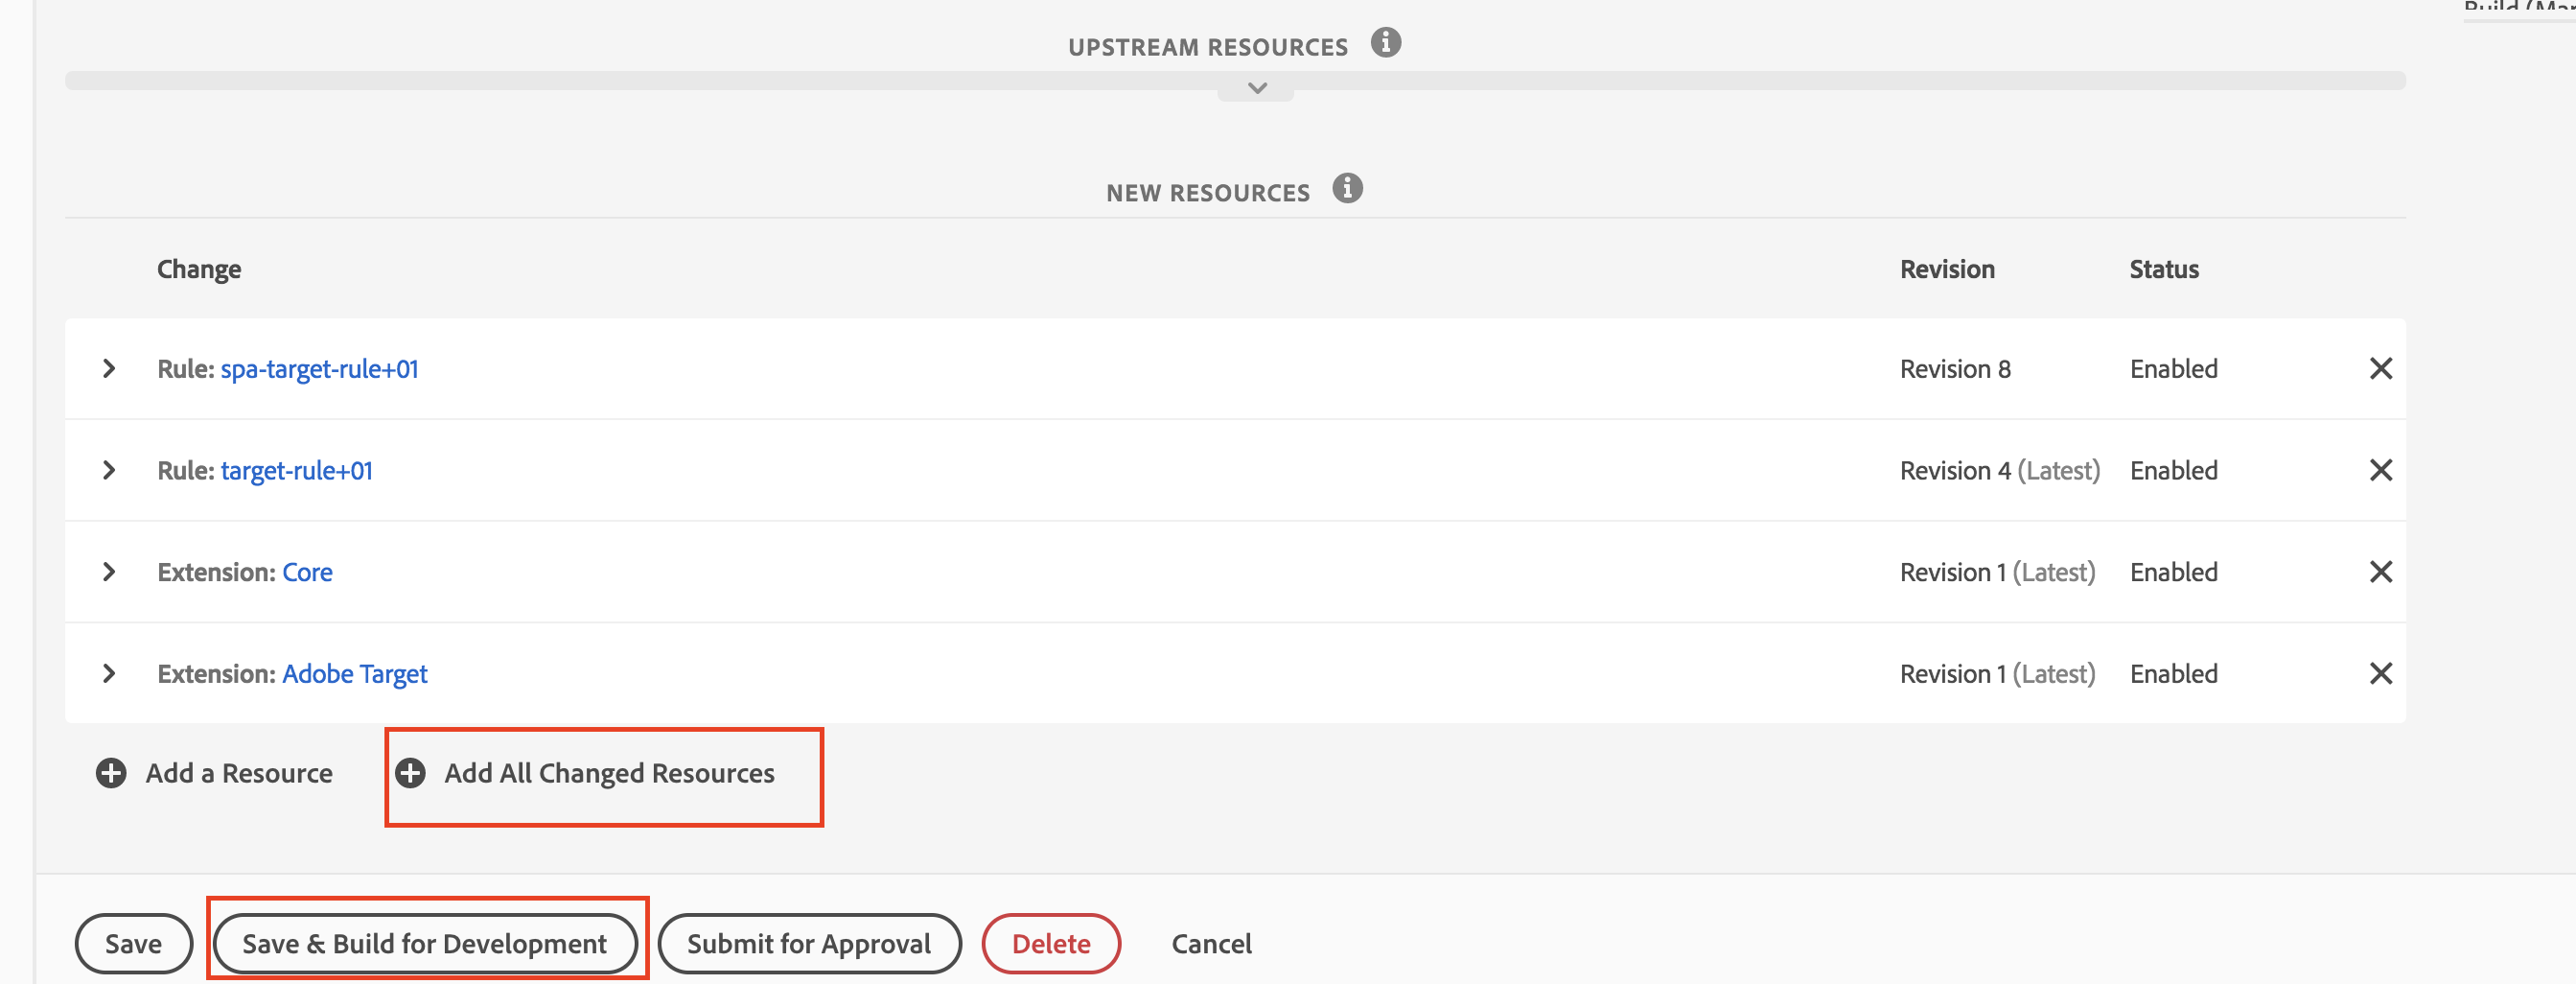 UPSTREAM RESOURCES
NEW RESOURCES
Change Revision Status
Rule: spa-target-rule+01 Revision 8 Enabled
Rule: target-rule+01 Revision 4 (Latest) Enabled
Extension: Core Revision 1 (Latest) Enabled
Extension: Adobe Target Revision 1 (Latest) Enabled
Add a Resource Add All Changed Resources
Save Save & Build for Development Submit for Approval Delete Cancel